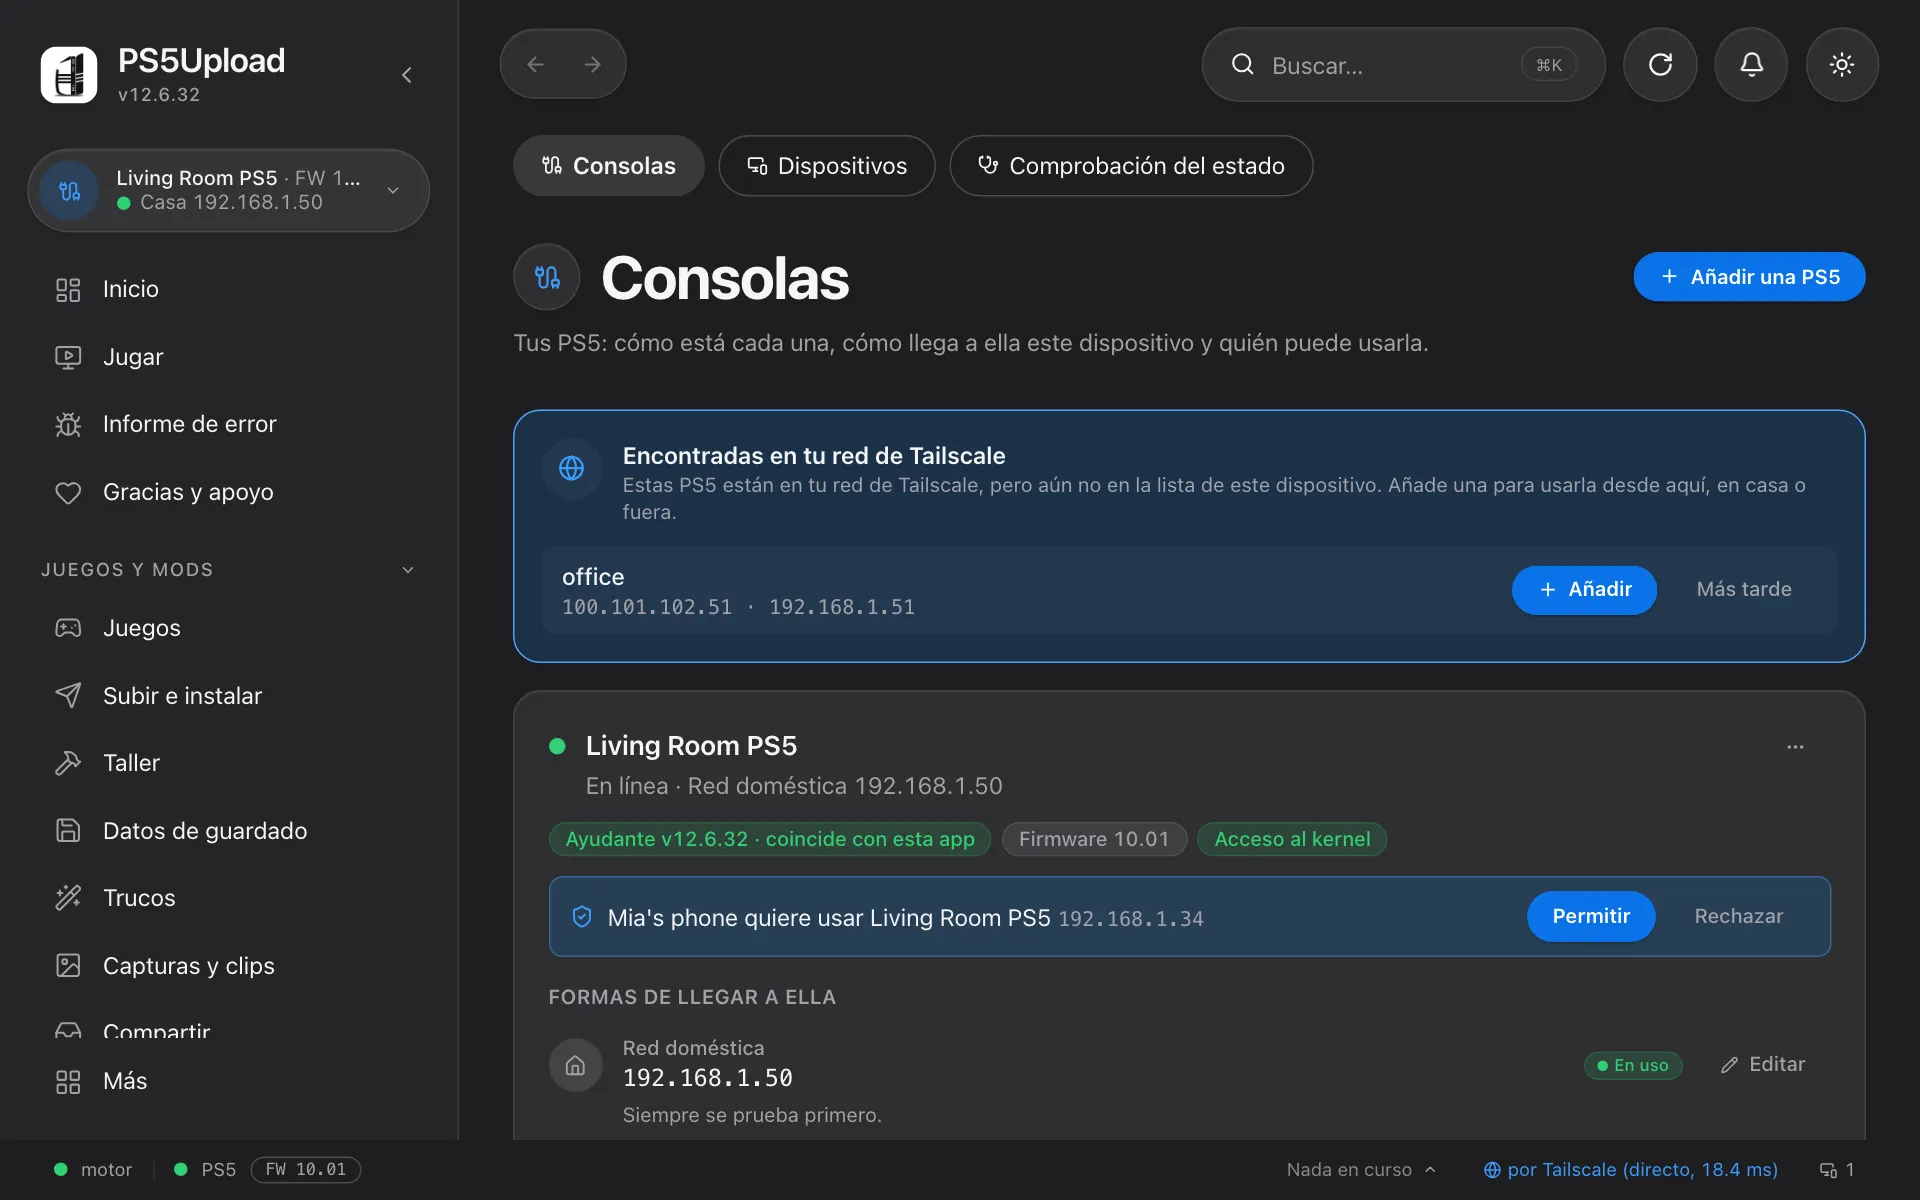 PS5Upload
v12.6.32
Living Room PS5 · FW 1...
Casa 192.168.1.50
Inicio
Jugar
Informe de error
Gracias y apoyo
JUEGOS Y MODS
Juegos
Subir e instalar
Taller
Datos de guardado
Trucos
Capturas y clips
Compartir
Más
Buscar...
⌘K
Consolas
Dispositivos
Comprobación del estado
Consolas
Añadir una PS5
Tus PS5: cómo está cada una, cómo llega a ella este dispositivo y quién puede usarla.
Encontradas en tu red de Tailscale
Estas PS5 están en tu red de Tailscale, pero aún no en la lista de este dispositivo. Añade una para usarla desde aquí, en casa o
fuera.
office
100.101.102.51 · 192.168.1.51
Añadir
Más tarde
Living Room PS5
En línea · Red doméstica 192.168.1.50
Ayudante v12.6.32 · coincide con esta app
Firmware 10.01
Acceso al kernel
Mia's phone quiere usar Living Room PS5 192.168.1.34
Permitir
Rechazar
FORMAS DE LLEGAR A ELLA
Red doméstica
192.168.1.50
Siempre se prueba primero.
En uso
Editar
motor
PS5
FW 10.01
Nada en curso
por Tailscale (directo, 18.4 ms)
1